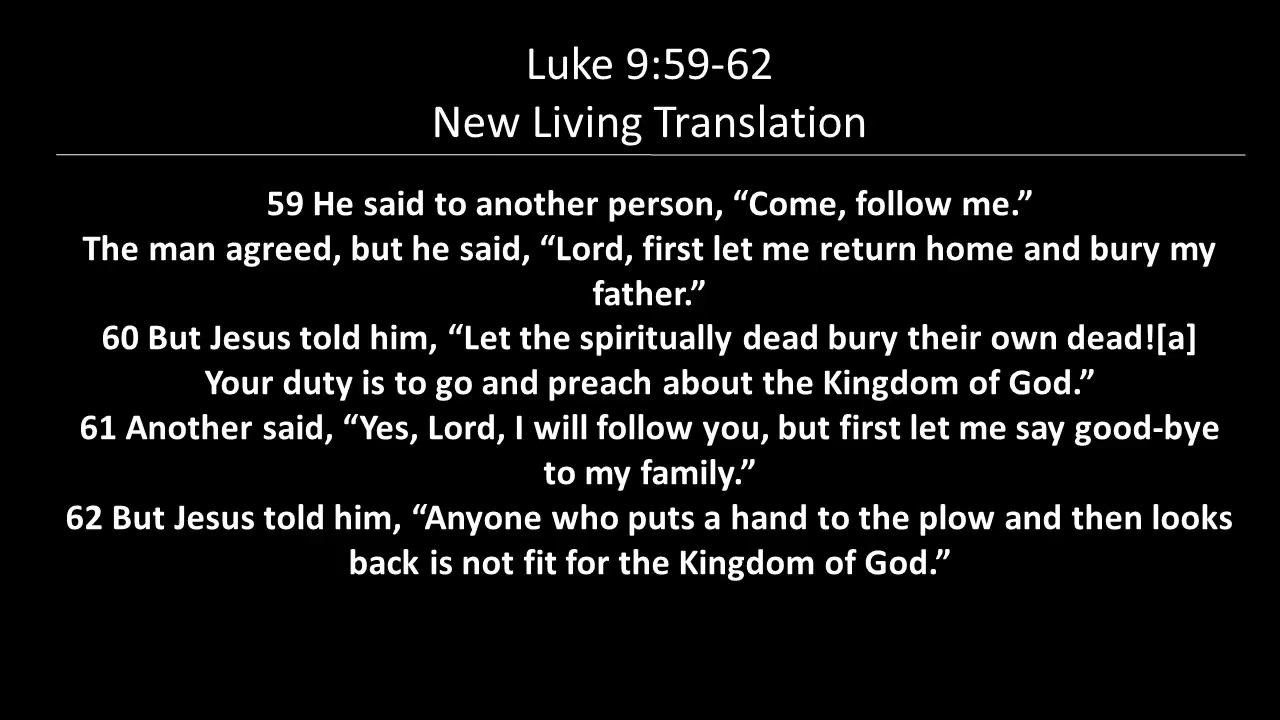 Luke 9:59-62
New Living Translation
59 He said to another person, “Come, follow me.”
The man agreed, but he said, “Lord, first let me return home and bury my
father.”
60 But Jesus told him, “Let the spiritually dead bury their own dead![a]
Your duty is to go and preach about the Kingdom of God.”
61 Another said, “Yes, Lord, I will follow you, but first let me say good-bye
to my family.”
62 But Jesus told him, “Anyone who puts a hand to the plow and then looks
back is not fit for the Kingdom of God.”